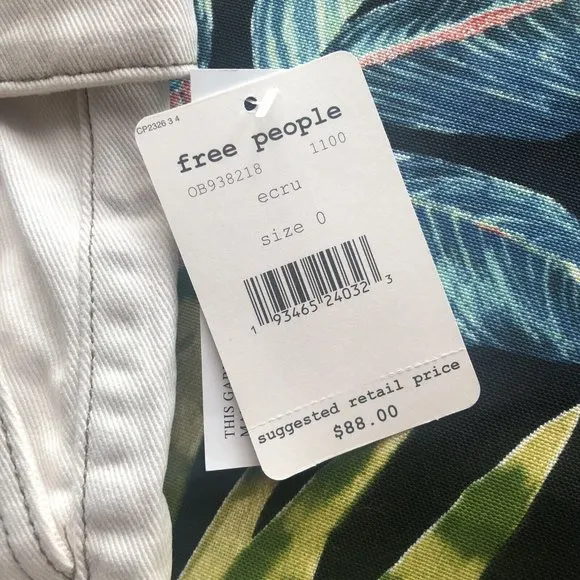 CP2326 3 4
free people
OB938218 1100
ecru
size 0
1 93465 24032 3
suggested retail price
$88.00
THIS GAR